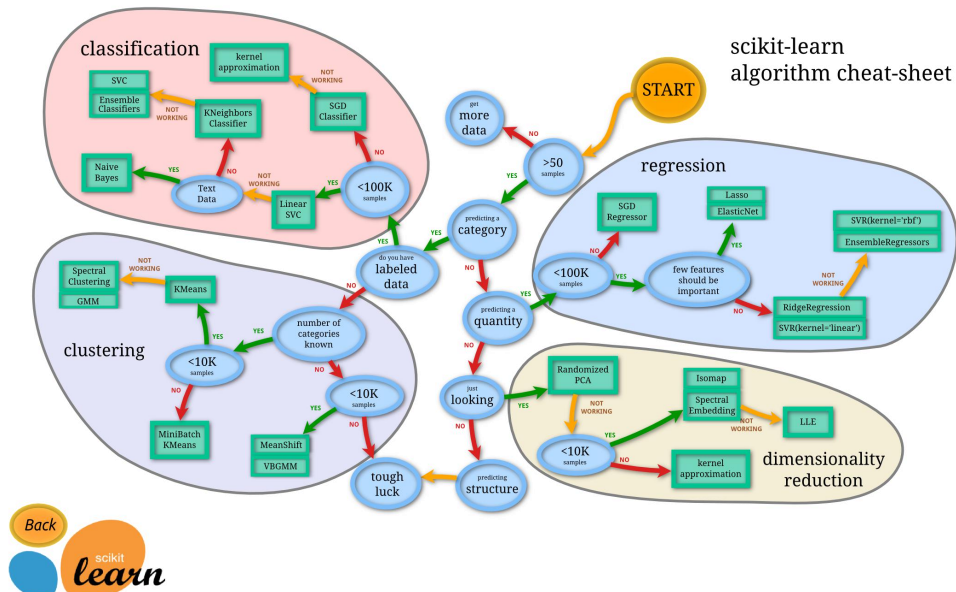 scikit-learn
algorithm cheat-sheet
START
classification
kernel
approximation
NOT
WORKING
SVC
Ensemble
Classifiers
NOT
WORKING
KNeighbors
Classifier
SGD
Classifier
NO
Naive
Bayes
YES
Text
Data
NO
NOT
WORKING
Linear
SVC
YES
<100K
samples
get
more
data
NO
>50
samples
YES
predicting a
category
YES
do you have
labeled
data
YES
NO
NO
predicting a
quantity
YES
NO
just
looking
YES
NO
predicting
structure
tough
luck
regression
SGD
Regressor
NO
<100K
samples
YES
Lasso
ElasticNet
YES
few features
should be
important
NO
SVR(kernel='rbf')
EnsembleRegressors
NOT
WORKING
RidgeRegression
SVR(kernel='linear')
clustering
Spectral
Clustering
GMM
NOT
WORKING
KMeans
YES
<10K
samples
YES
number of
categories
known
NO
NO
MiniBatch
KMeans
<10K
samples
YES
NO
MeanShift
VBGMM
dimensionality
reduction
Randomized
PCA
NOT
WORKING
<10K
samples
YES
NO
Isomap
Spectral
Embedding
NOT
WORKING
LLE
kernel
approximation
Back
scikit
learn